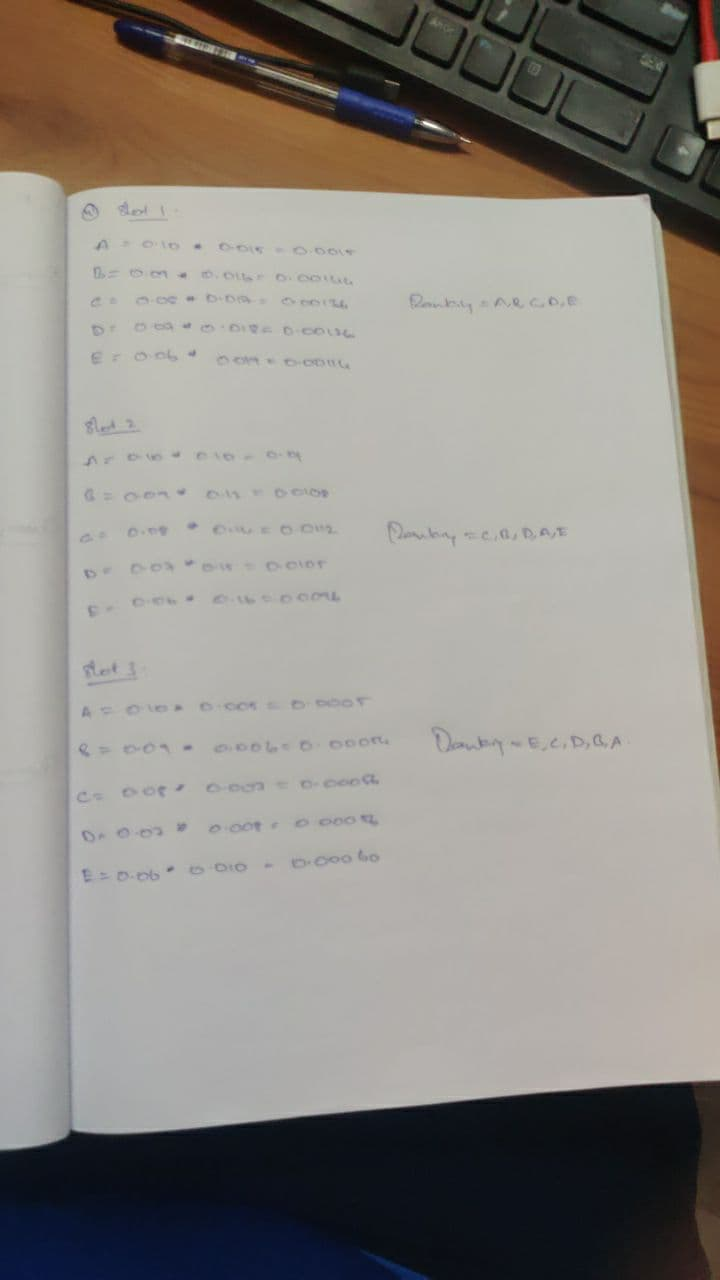 ④ Slot 1.
A = 0.10 * 0.015 = 0.0015
B = 0.09 * 0.016 = 0.00144
C = 0.08 * 0.017 = 0.00136
Ranking = A,B,C,D,E
D = 0.07 * 0.018 = 0.00126
E = 0.06 * 0.019 = 0.00114
Slot 2
A = 0.10 * 0.10 = 0.01
B = 0.09 * 0.12 = 0.0108
C = 0.08 * 0.14 = 0.0112
Ranking = C,B,D,A,E
D = 0.07 * 0.15 = 0.0105
E = 0.06 * 0.16 = 0.0096
Slot 3.
A = 0.10 * 0.005 = 0.0005
B = 0.09 * 0.006 = 0.00054
Ranking = E,C,D,B,A.
C = 0.08 * 0.007 = 0.00056
D = 0.07 * 0.008 = 0.00056
E = 0.06 * 0.010 = 0.00060